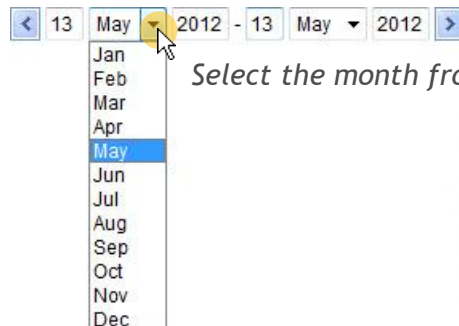 13 May 2012 - 13 May 2012
Jan
Select the month fro
Feb
Mar
Apr
May
Jun
Jul
Aug
Sep
Oct
Nov
Dec